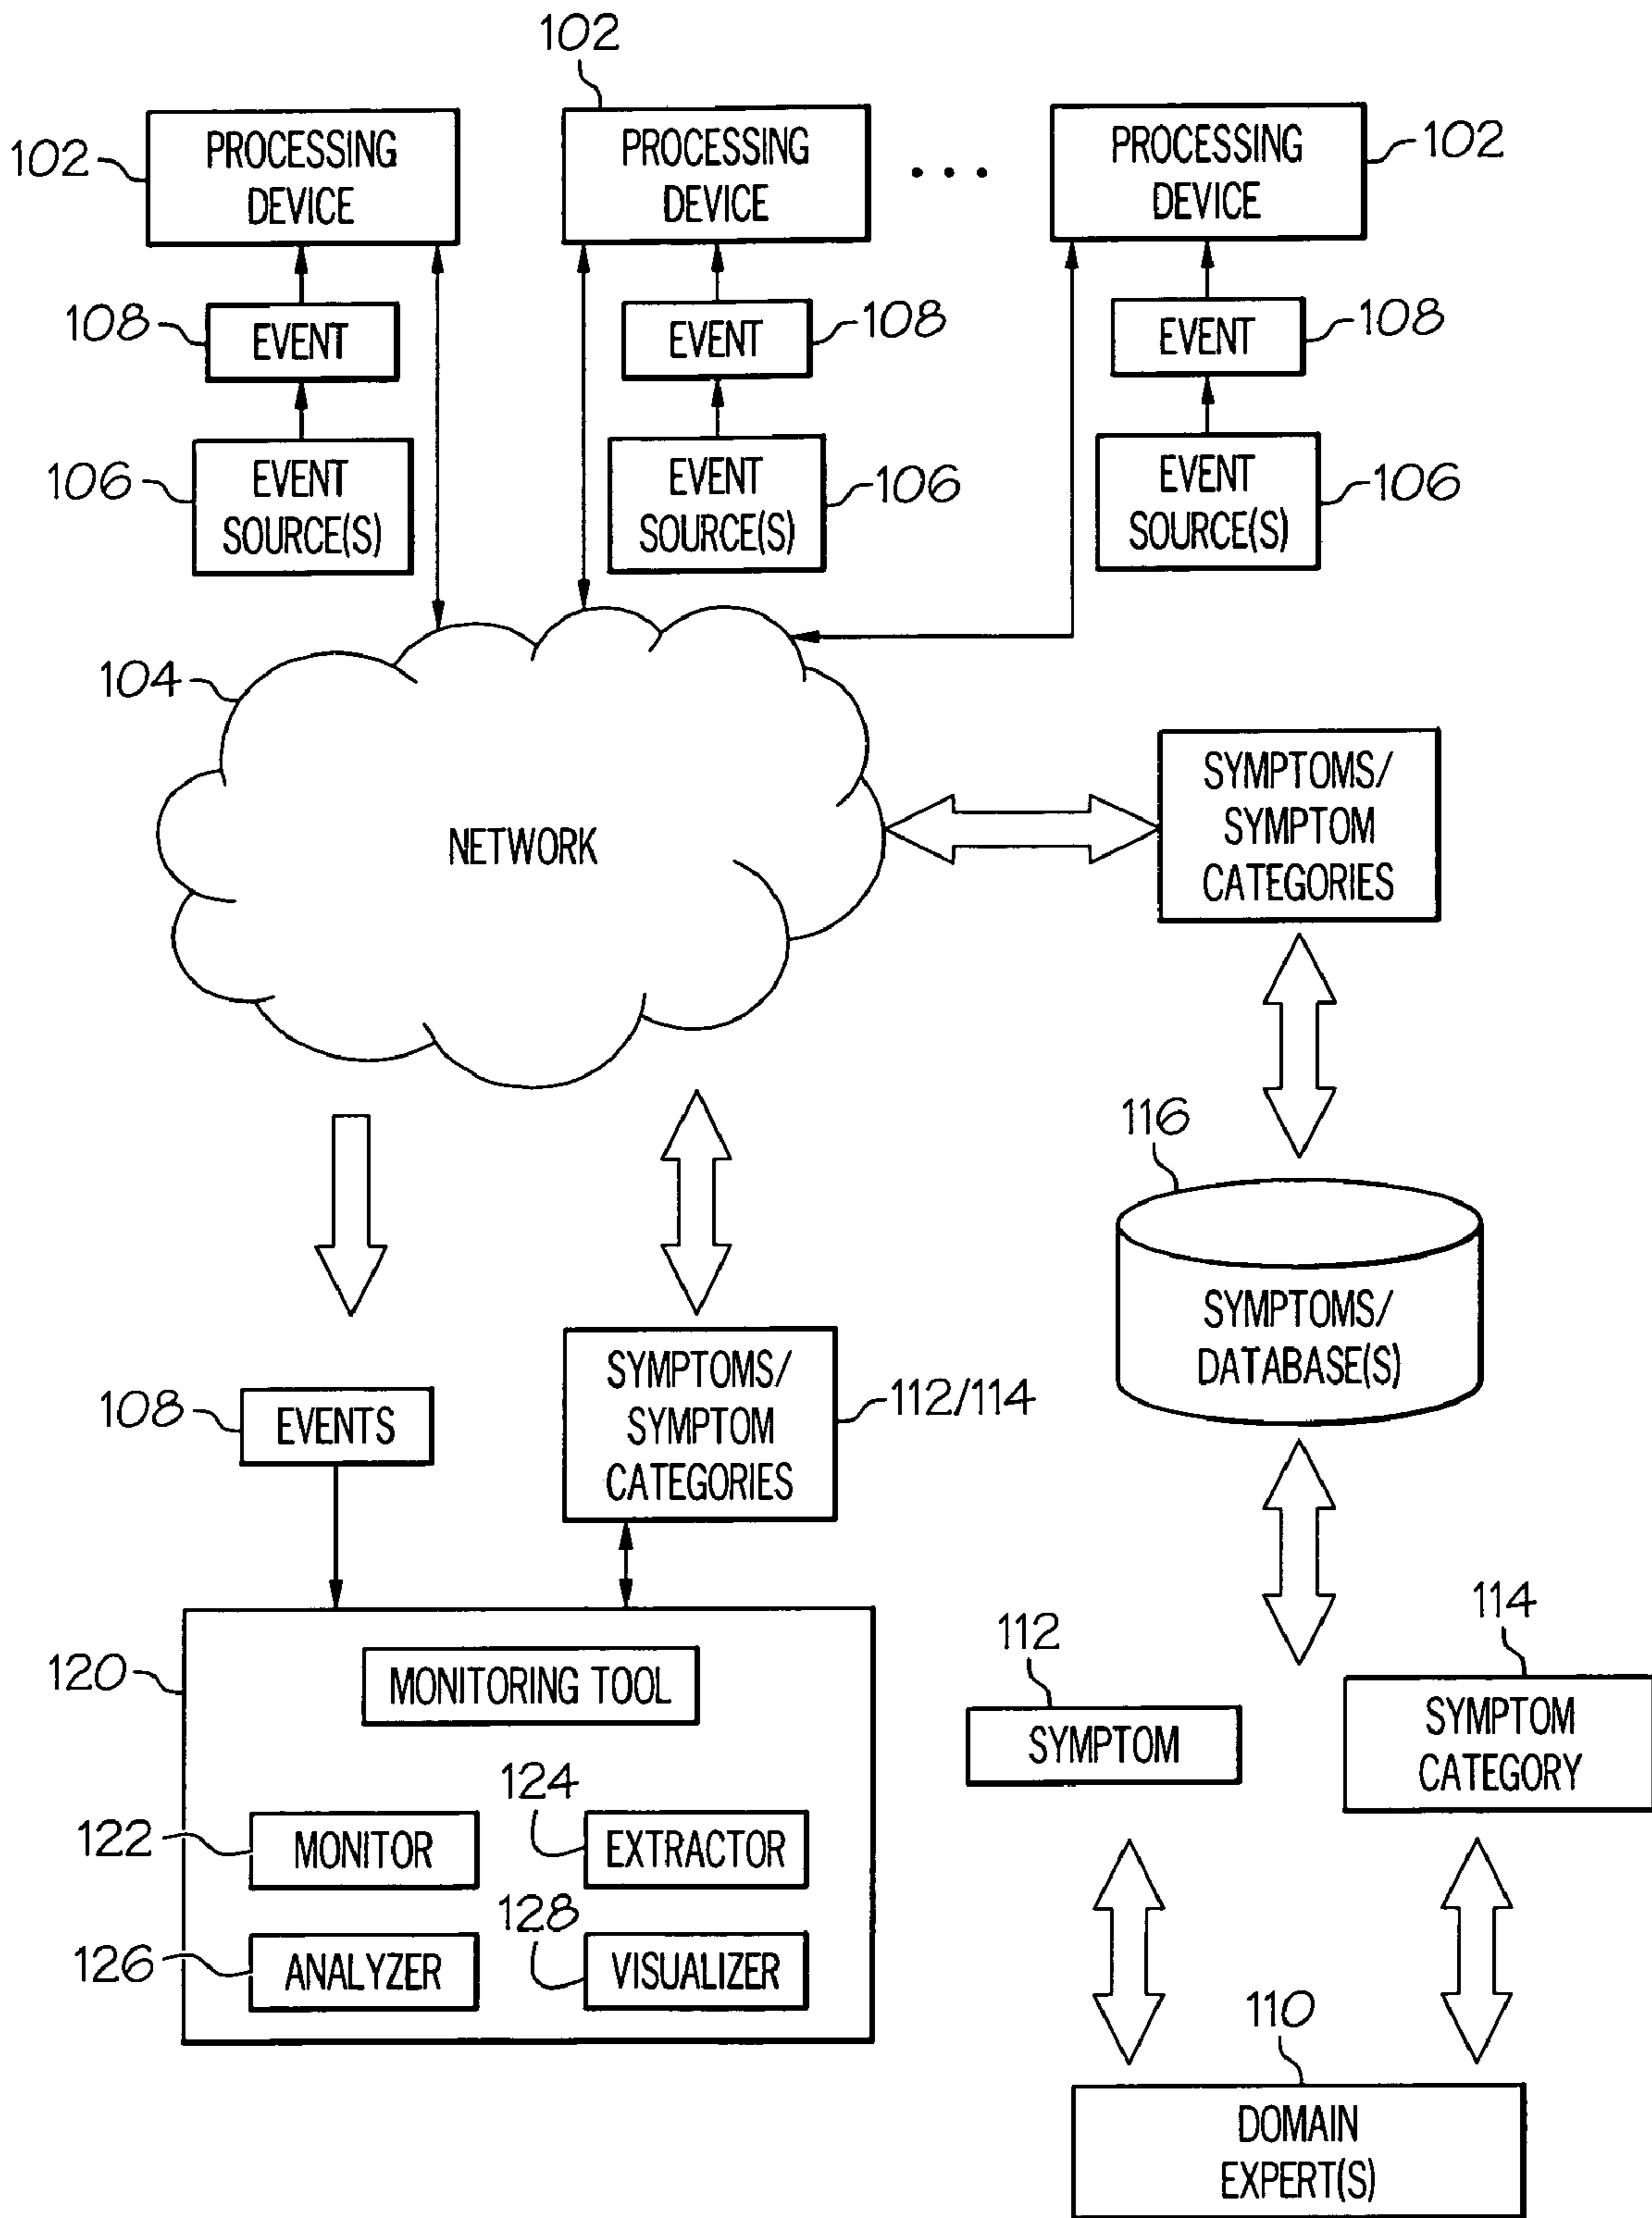 102
102
PROCESSING
DEVICE
PROCESSING
DEVICE
. . .
PROCESSING
DEVICE
102
108
EVENT
EVENT
108
EVENT
108
106
EVENT
SOURCE(S)
EVENT
SOURCE(S)
106
EVENT
SOURCE(S)
106
104
NETWORK
SYMPTOMS/
SYMPTOM
CATEGORIES
116
SYMPTOMS/
DATABASE(S)
108
EVENTS
SYMPTOMS/
SYMPTOM
CATEGORIES
112/114
120
MONITORING TOOL
122
MONITOR
124
EXTRACTOR
126
ANALYZER
128
VISUALIZER
112
SYMPTOM
114
SYMPTOM
CATEGORY
110
DOMAIN
EXPERT(S)